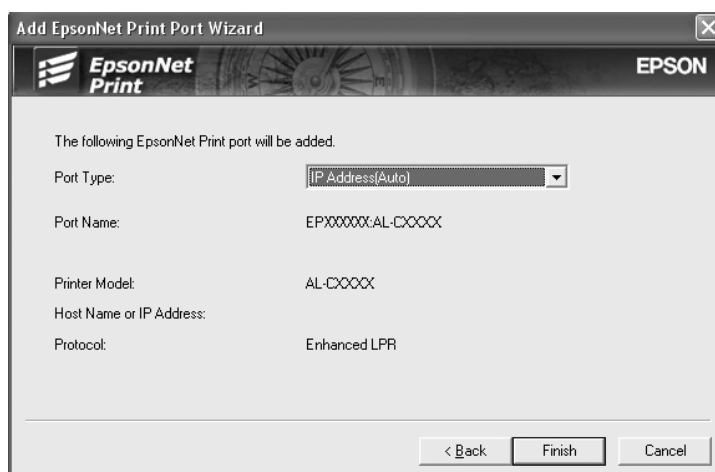 Add EpsonNet Print Port Wizard
EpsonNet
Print
EPSON
The following EpsonNet Print port will be added.
Port Type: IP Address(Auto)
Port Name: EPXXXXXX:AL-CXXXX
Printer Model: AL-CXXXX
Host Name or IP Address:
Protocol: Enhanced LPR
< Back Finish Cancel